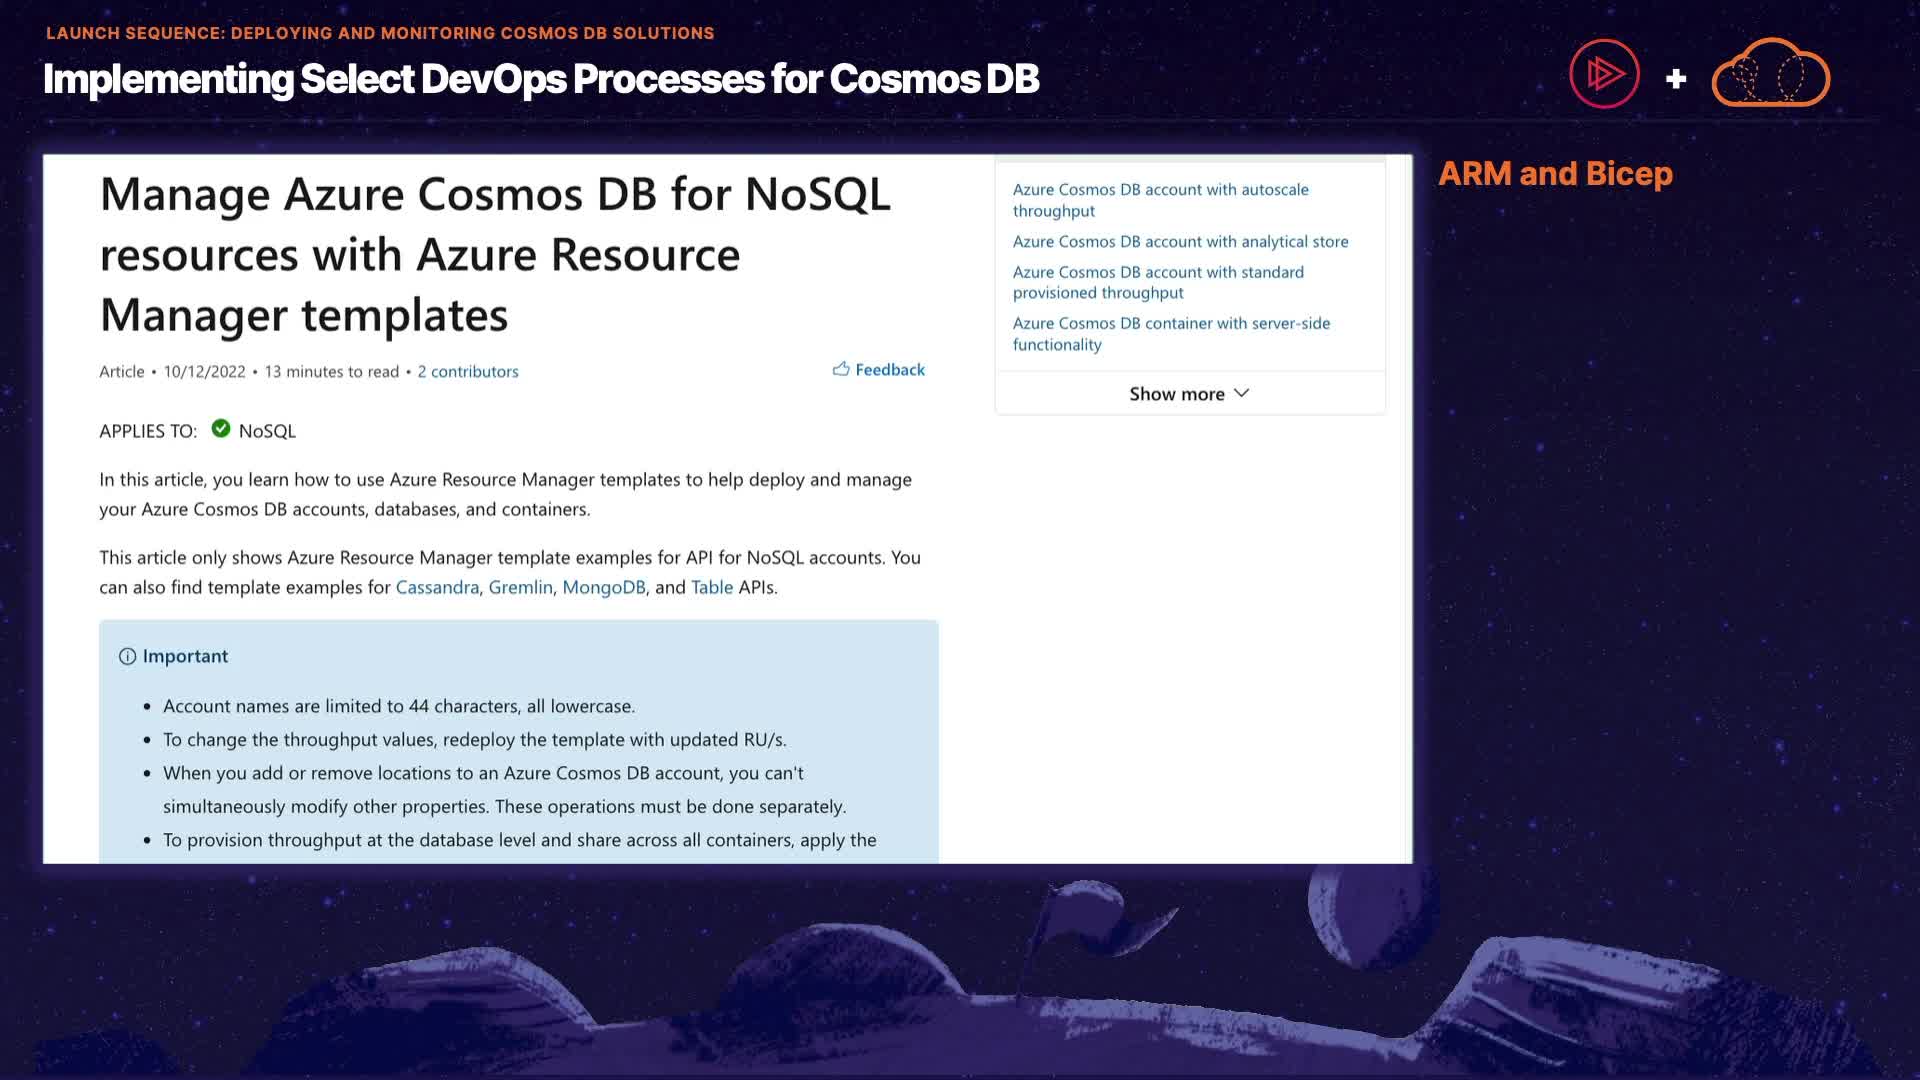 LAUNCH SEQUENCE: DEPLOYING AND MONITORING COSMOS DB SOLUTIONS
Implementing Select DevOps Processes for Cosmos DB
+
Manage Azure Cosmos DB for NoSQL
resources with Azure Resource
Manager templates
Article • 10/12/2022 • 13 minutes to read • 2 contributors
Feedback
APPLIES TO: NoSQL
In this article, you learn how to use Azure Resource Manager templates to help deploy and manage
your Azure Cosmos DB accounts, databases, and containers.
This article only shows Azure Resource Manager template examples for API for NoSQL accounts. You
can also find template examples for Cassandra, Gremlin, MongoDB, and Table APIs.
Important
• Account names are limited to 44 characters, all lowercase.
• To change the throughput values, redeploy the template with updated RU/s.
• When you add or remove locations to an Azure Cosmos DB account, you can't
simultaneously modify other properties. These operations must be done separately.
• To provision throughput at the database level and share across all containers, apply the
Azure Cosmos DB account with autoscale
throughput
Azure Cosmos DB account with analytical store
Azure Cosmos DB account with standard
provisioned throughput
Azure Cosmos DB container with server-side
functionality
Show more
ARM and Bicep